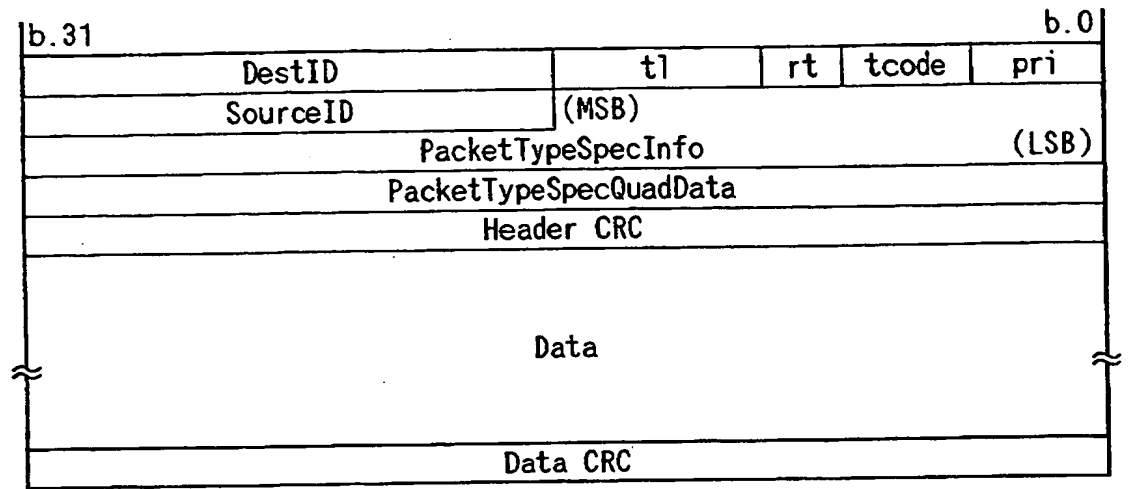 b.31 b.0
DestID tl rt tcode pri
SourceID (MSB)
PacketTypeSpecInfo (LSB)
PacketTypeSpecQuadData
Header CRC
Data
Data CRC